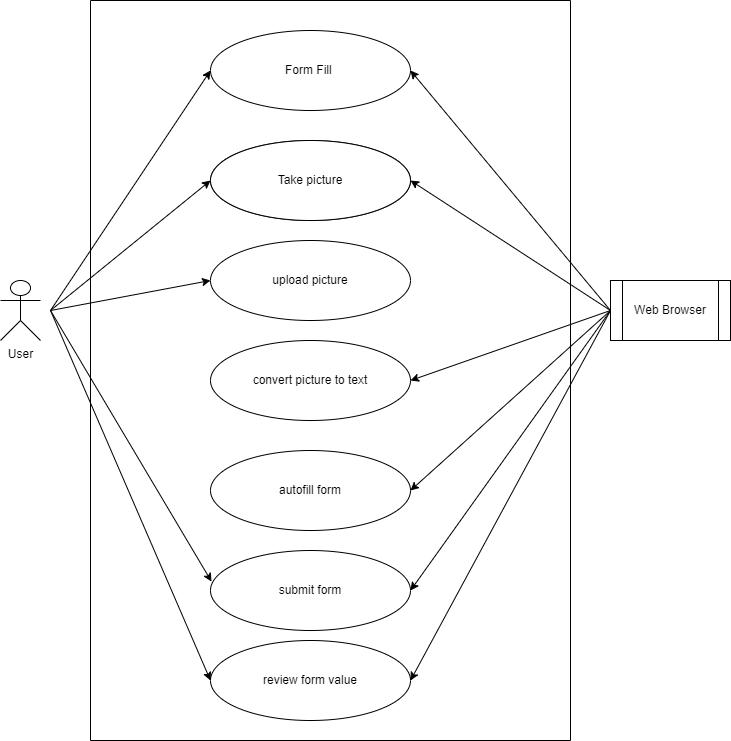 Form Fill
Take picture
upload picture
Web Browser
User
convert picture to text
autofill form
submit form
review form value